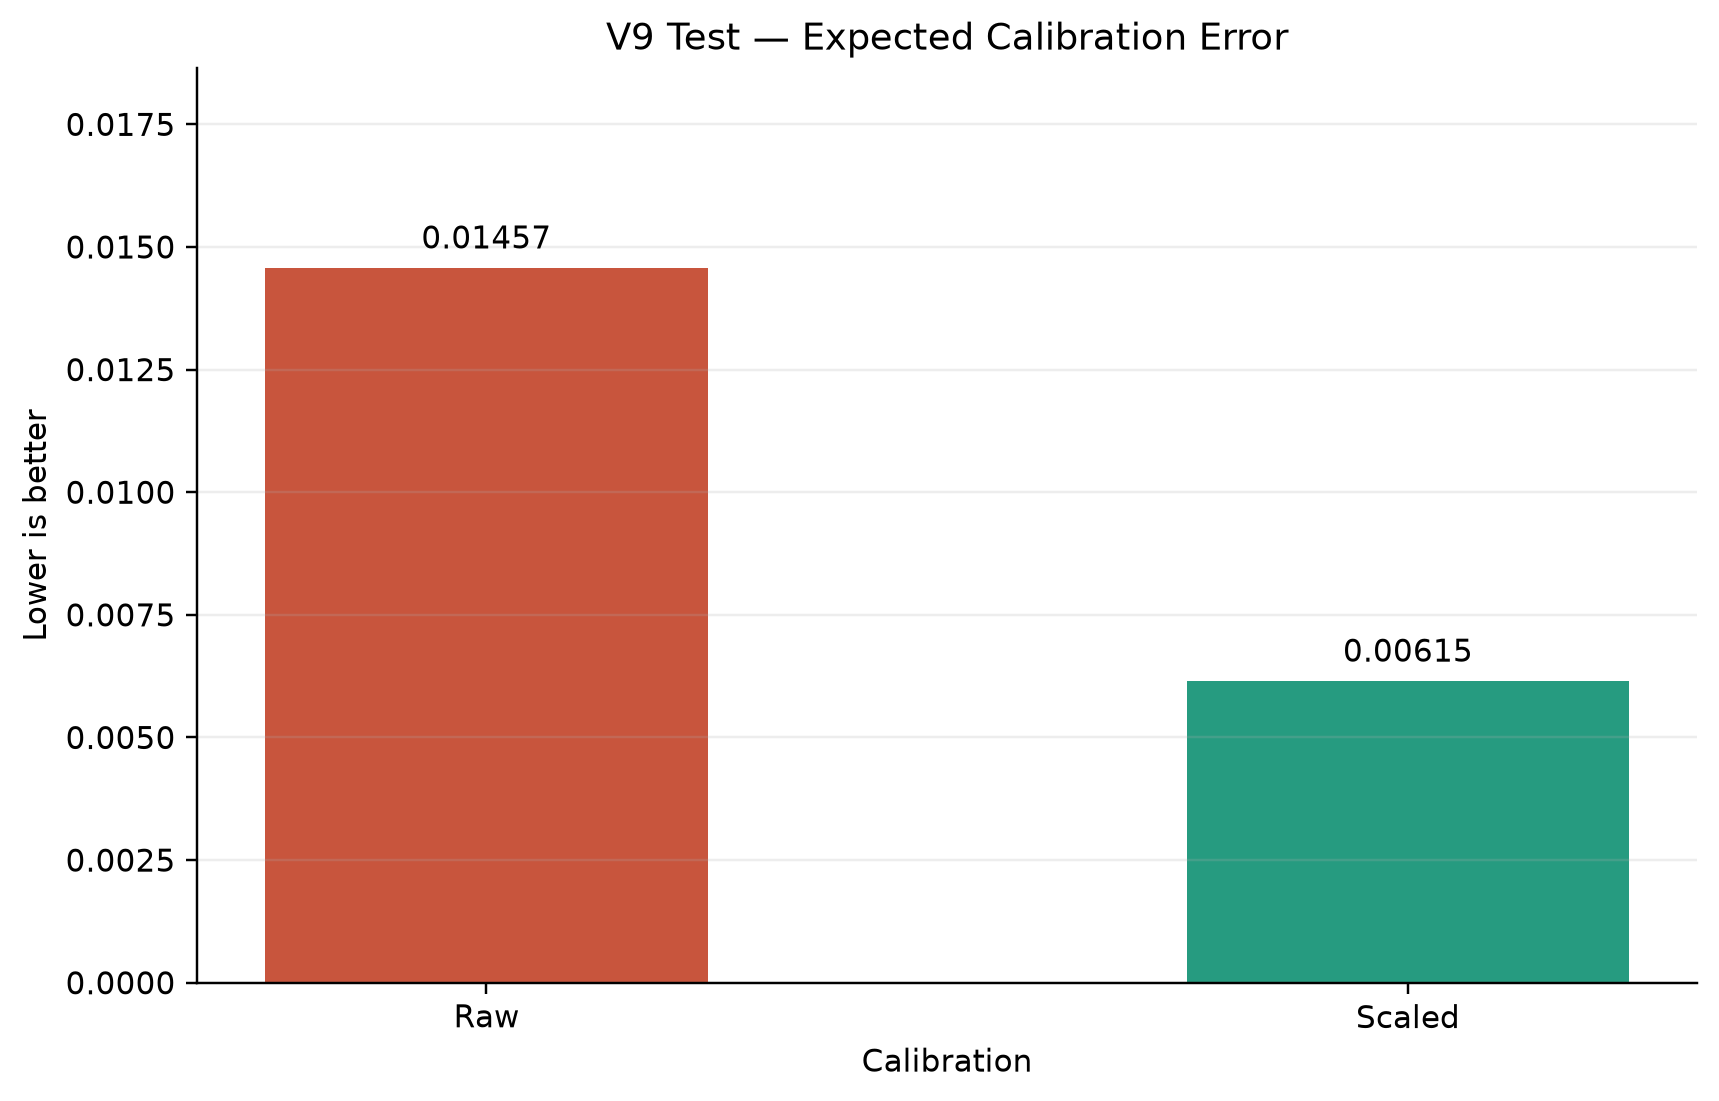 V9 Test — Expected Calibration Error
Lower is better
0.0175
0.0150
0.0125
0.0100
0.0075
0.0050
0.0025
0.0000
0.01457
0.00615
Raw
Scaled
Calibration